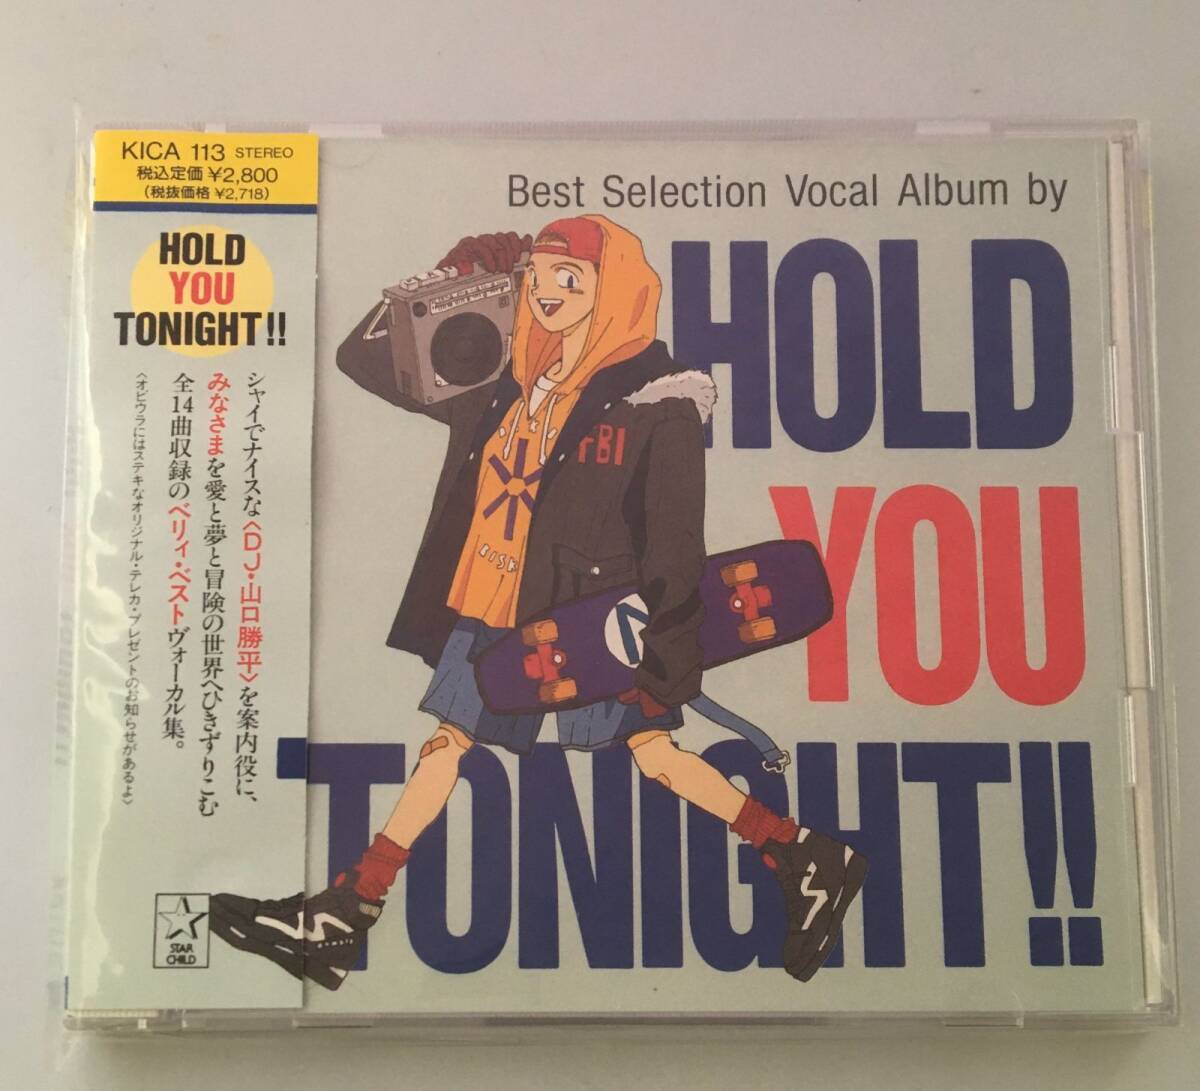 KICA 113 STEREO
税込定価¥2,800
(税抜価格 ¥2,718)
HOLD
YOU
TONIGHT!!
シャイでナイスな〈DJ・山口勝平〉を案内役に、
みなさまを愛と夢と冒険の世界へひきずりこむ
全14曲収録のベリィ・ベストヴォーカル集。
〈オビウラにはステキなオリジナル・テレカ・プレゼントのお知らせがあるよ〉
STAR
CHILD
Best Selection Vocal Album by
HOLD
YOU
TONIGHT!!
FBI
RISK